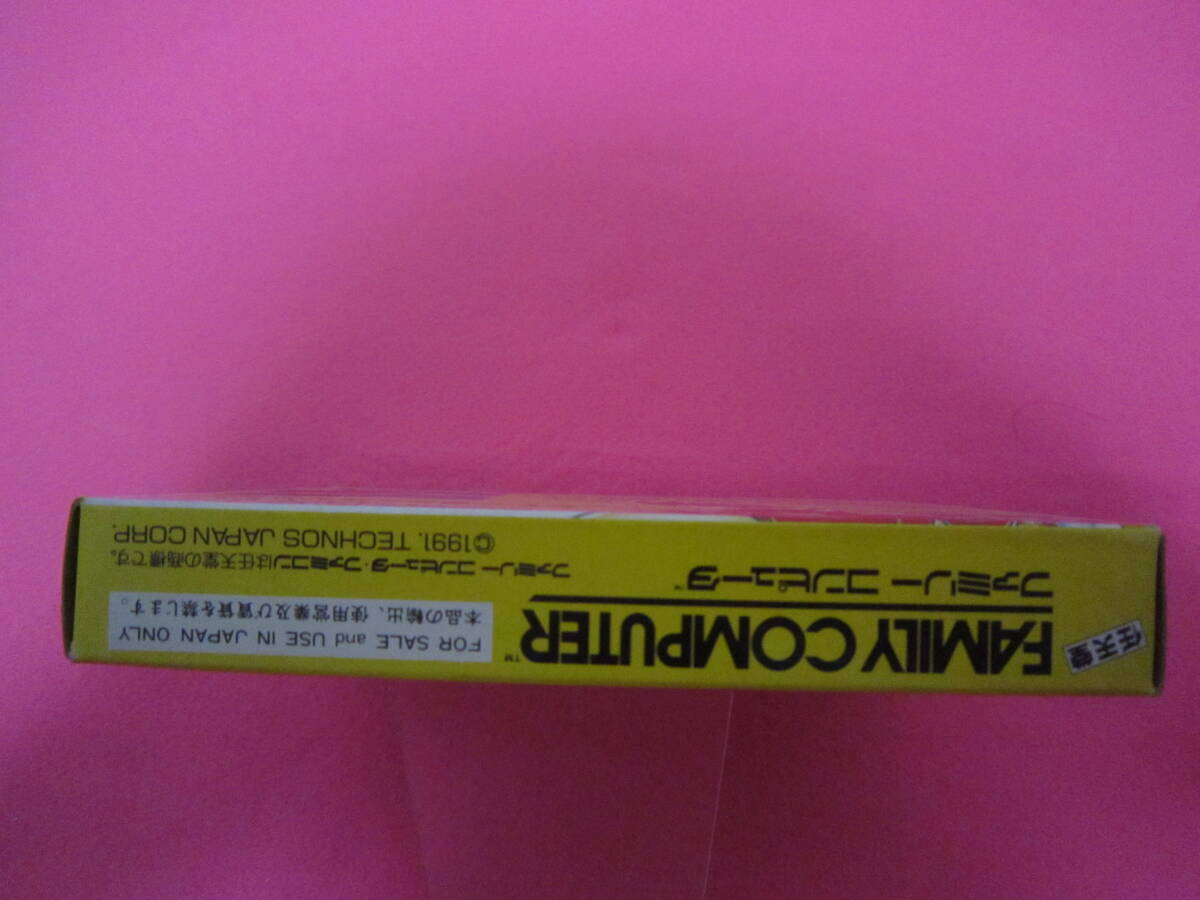 任天堂
FAMILY COMPUTER™
ファミリー コンピュータ™
FOR SALE and USE IN JAPAN ONLY
本品の輸出、使用営業及び賃貸を禁じます。
ファミリー コンピュータ・ファミコンは任天堂の商標です。
©1991. TECHNOS JAPAN CORP.